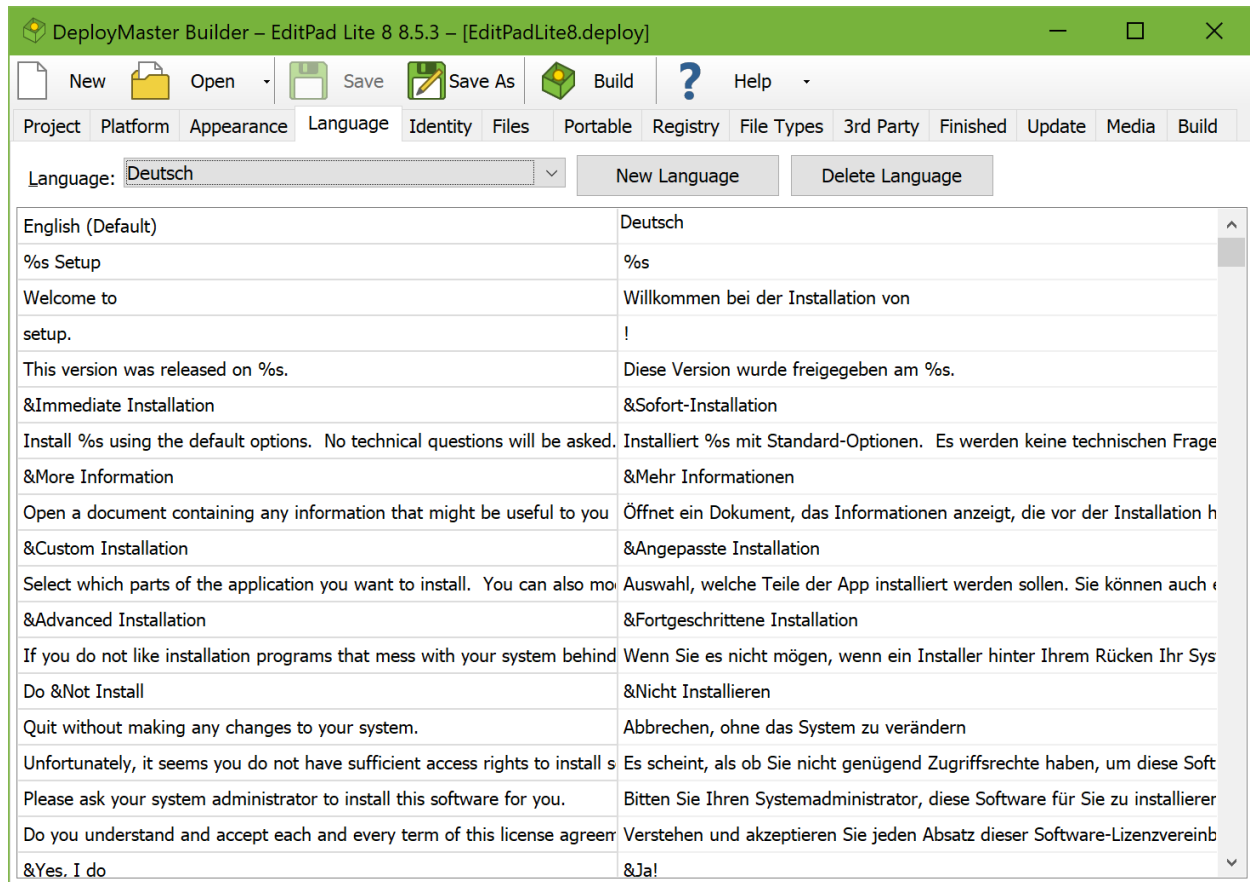 DeployMaster Builder – EditPad Lite 8 8.5.3 – [EditPadLite8.deploy]
New Open Save Save As Build ? Help
Project Platform Appearance Language Identity Files Portable Registry File Types 3rd Party Finished Update Media Build
Language: Deutsch New Language Delete Language
English (Default) Deutsch
%s Setup %s
Welcome to Willkommen bei der Installation von
setup. !
This version was released on %s. Diese Version wurde freigegeben am %s.
&Immediate Installation &Sofort-Installation
Install %s using the default options.  No technical questions will be asked. Installiert %s mit Standard-Optionen.  Es werden keine technischen Frage
&More Information &Mehr Informationen
Open a document containing any information that might be useful to you Öffnet ein Dokument, das Informationen anzeigt, die vor der Installation h
&Custom Installation &Angepasste Installation
Select which parts of the application you want to install.  You can also mo Auswahl, welche Teile der App installiert werden sollen. Sie können auch
&Advanced Installation &Fortgeschrittene Installation
If you do not like installation programs that mess with your system behind Wenn Sie es nicht mögen, wenn ein Installer hinter Ihrem Rücken Ihr Sys
Do &Not Install &Nicht Installieren
Quit without making any changes to your system. Abbrechen, ohne das System zu verändern
Unfortunately, it seems you do not have sufficient access rights to install s Es scheint, als ob Sie nicht genügend Zugriffsrechte haben, um diese Soft
Please ask your system administrator to install this software for you. Bitten Sie Ihren Systemadministrator, diese Software für Sie zu installieren
Do you understand and accept each and every term of this license agreem Verstehen und akzeptieren Sie jeden Absatz dieser Software-Lizenzvereinb
&Yes, I do &Ja!